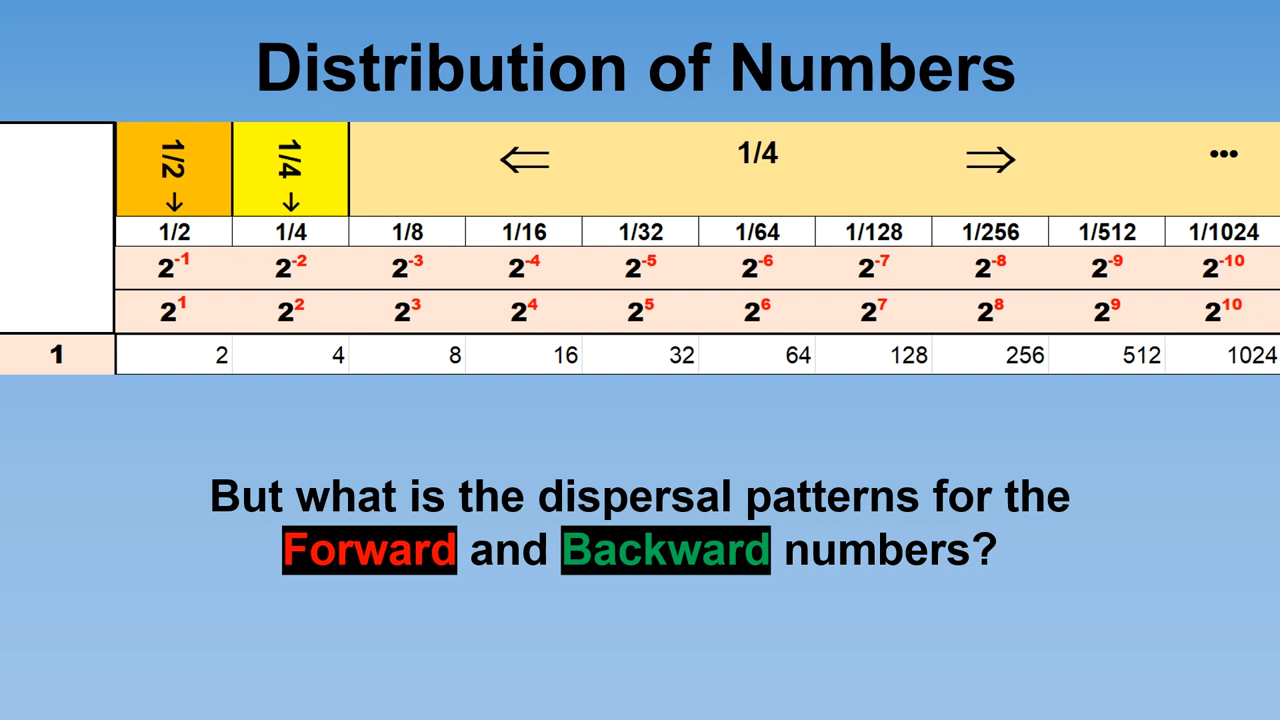 Distribution of Numbers
1/2 ↓ 1/4 ↓ ⇐ 1/4 ⇒ •••
1/2 1/4 1/8 1/16 1/32 1/64 1/128 1/256 1/512 1/1024
2⁻¹ 2⁻² 2⁻³ 2⁻⁴ 2⁻⁵ 2⁻⁶ 2⁻⁷ 2⁻⁸ 2⁻⁹ 2⁻¹⁰
2¹ 2² 2³ 2⁴ 2⁵ 2⁶ 2⁷ 2⁸ 2⁹ 2¹⁰
1 2 4 8 16 32 64 128 256 512 1024
But what is the dispersal patterns for the
Forward and Backward numbers?